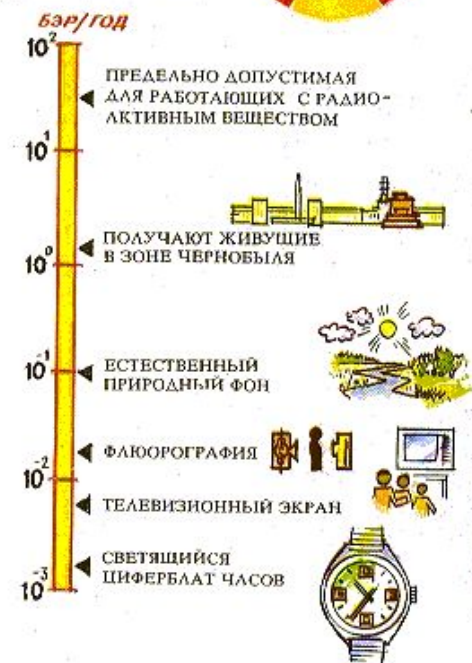 БЭР/ГОД
10²
ПРЕДЕЛЬНО ДОПУСТИМАЯ
ДЛЯ РАБОТАЮЩИХ С РАДИО-
АКТИВНЫМ ВЕЩЕСТВОМ
10¹
ПОЛУЧАЮТ ЖИВУЩИЕ
В ЗОНЕ ЧЕРНОБЫЛЯ
10⁰
10⁻¹
ЕСТЕСТВЕННЫЙ
ПРИРОДНЫЙ ФОН
ФЛЮОРОГРАФИЯ
10⁻²
ТЕЛЕВИЗИОННЫЙ ЭКРАН
СВЕТЯЩИЙСЯ
ЦИФЕРБЛАТ ЧАСОВ
10⁻³